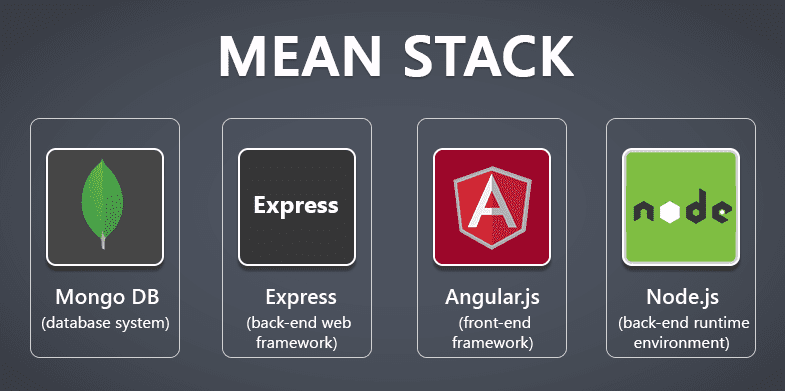 MEAN STACK
Express
A
node
Mongo DB
(database system)
Express
(back-end web
framework)
Angular.js
(front-end
framework)
Node.js
(back-end runtime
environment)